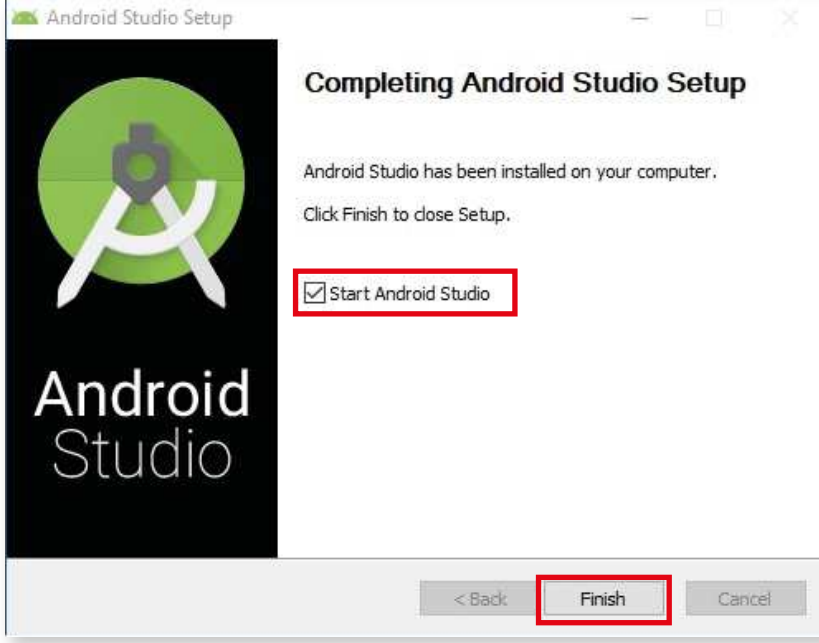 Android Studio Setup
Completing Android Studio Setup
Android Studio has been installed on your computer.
Click Finish to close Setup.
Start Android Studio
Android
Studio
< Back
Finish
Cancel